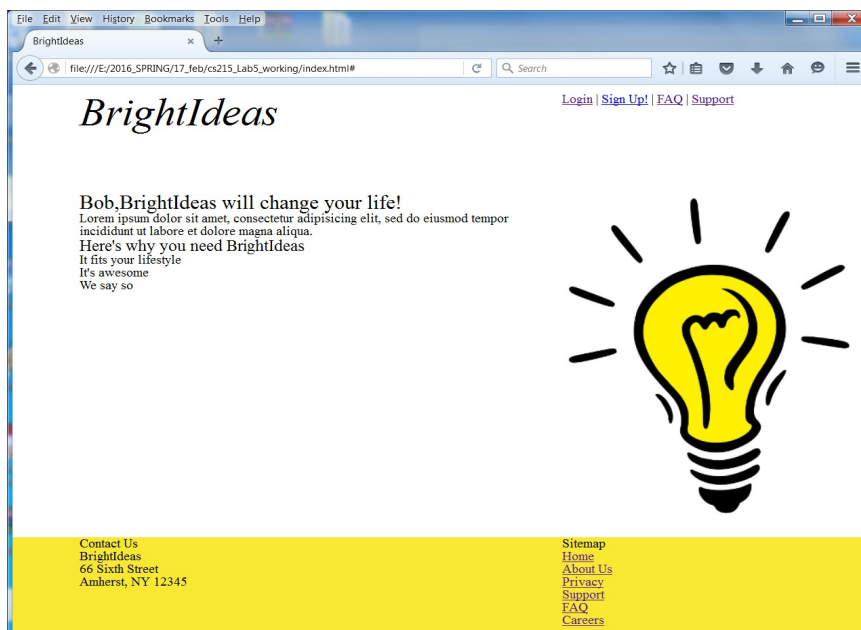 File Edit View History Bookmarks Tools Help
BrightIdeas
file:///E:/2016_SPRING/17_feb/cs215_Lab5_working/index.html#
Search
BrightIdeas
Login | Sign Up! | FAQ | Support
Bob,BrightIdeas will change your life!
Lorem ipsum dolor sit amet, consectetur adipisicing elit, sed do eiusmod tempor
incididunt ut labore et dolore magna aliqua.
Here's why you need BrightIdeas
It fits your lifestyle
It's awesome
We say so
Contact Us
BrightIdeas
66 Sixth Street
Amherst, NY 12345
Sitemap
Home
About Us
Privacy
Support
FAQ
Careers